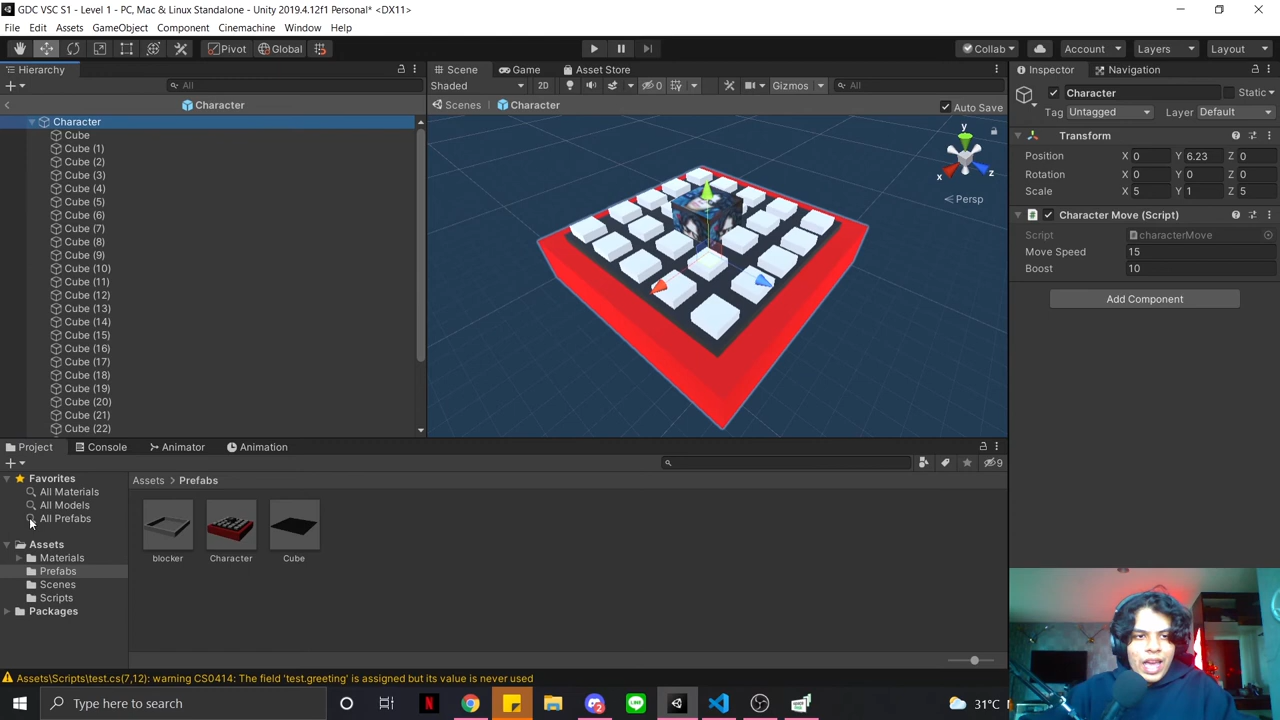 GDC VSC S1 - Level 1 - PC, Mac & Linux Standalone - Unity 2019.4.12f1 Personal* <DX11>
File Edit Assets GameObject Component Cinemachine Window Help
Pivot Global Collab Account Layers Layout
Hierarchy
All
Character
Character
Cube
Cube (1)
Cube (2)
Cube (3)
Cube (4)
Cube (5)
Cube (6)
Cube (7)
Cube (8)
Cube (9)
Cube (10)
Cube (11)
Cube (12)
Cube (13)
Cube (14)
Cube (15)
Cube (16)
Cube (17)
Cube (18)
Cube (19)
Cube (20)
Cube (21)
Cube (22)
Scene Game Asset Store
Shaded 2D 0 Gizmos All
Scenes Character Auto Save
y
x z
Persp
Inspector Navigation
Character Static
Tag Untagged Layer Default
Transform
Position X 0 Y 6.23 Z 0
Rotation X 0 Y 0 Z 0
Scale X 5 Y 1 Z 5
Character Move (Script)
Script characterMove
Move Speed 15
Boost 10
Add Component
Project Console Animator Animation
9
Favorites
All Materials
All Models
All Prefabs
Assets
Materials
Prefabs
Scenes
Scripts
Packages
Assets > Prefabs
blocker Character Cube
Assets\Scripts\test.cs(7,12): warning CS0414: The field 'test.greeting' is assigned but its value is never used
Type here to search
31°C